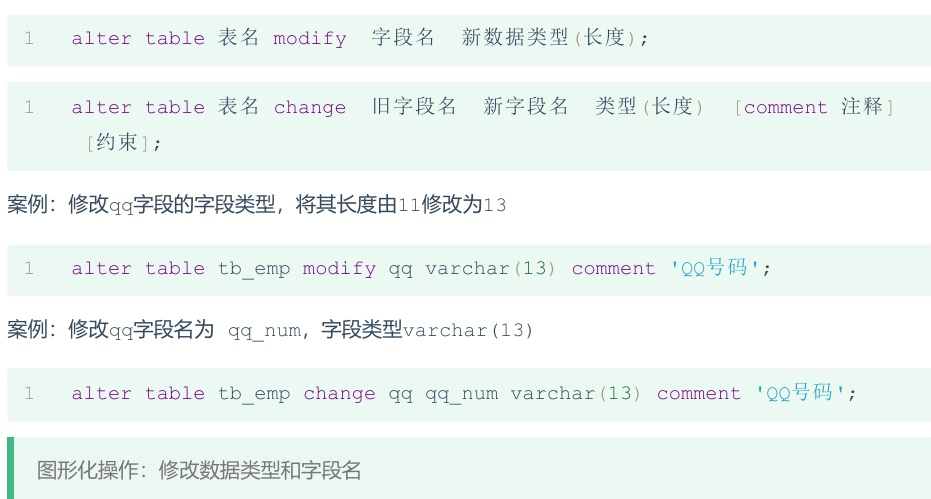 1 alter table 表名 modify 字段名 新数据类型(长度);
1 alter table 表名 change 旧字段名 新字段名 类型(长度) [comment 注释]
[约束];
案例：修改qq字段的字段类型，将其长度由11修改为13
1 alter table tb_emp modify qq varchar(13) comment 'QQ号码';
案例：修改qq字段名为 qq_num，字段类型varchar(13)
1 alter table tb_emp change qq qq_num varchar(13) comment 'QQ号码';
图形化操作：修改数据类型和字段名